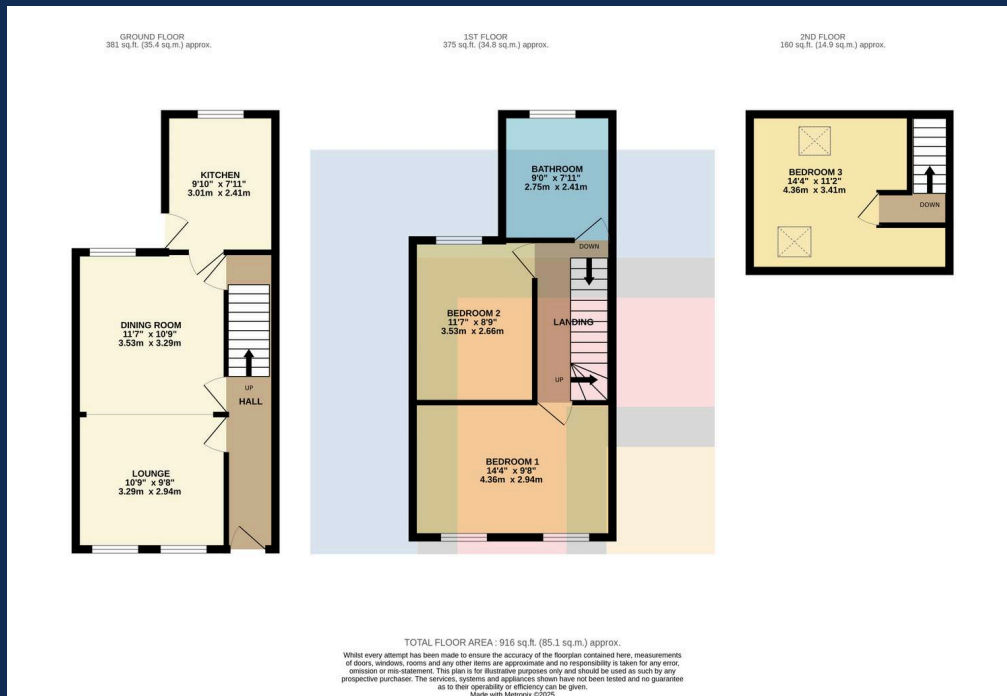 GROUND FLOOR
381 sq.ft. (35.4 sq.m.) approx.
1ST FLOOR
375 sq.ft. (34.8 sq.m.) approx.
2ND FLOOR
160 sq.ft. (14.9 sq.m.) approx.
KITCHEN
9'10" x 7'11"
3.01m x 2.41m
DINING ROOM
11'7" x 10'9"
3.53m x 3.29m
UP
HALL
LOUNGE
10'9" x 9'8"
3.29m x 2.94m
BATHROOM
9'0" x 7'11"
2.75m x 2.41m
DOWN
BEDROOM 2
11'7" x 8'9"
3.53m x 2.66m
LANDING
UP
BEDROOM 1
14'4" x 9'8"
4.36m x 2.94m
BEDROOM 3
14'4" x 11'2"
4.36m x 3.41m
DOWN
TOTAL FLOOR AREA : 916 sq.ft. (85.1 sq.m.) approx.
Whilst every attempt has been made to ensure the accuracy of the floorplan contained here, measurements
of doors, windows, rooms and any other items are approximate and no responsibility is taken for any error,
omission or mis-statement. This plan is for illustrative purposes only and should be used as such by any
prospective purchaser. The services, systems and appliances shown have not been tested and no guarantee
as to their operability or efficiency can be given.
Made with Metropix ©2025